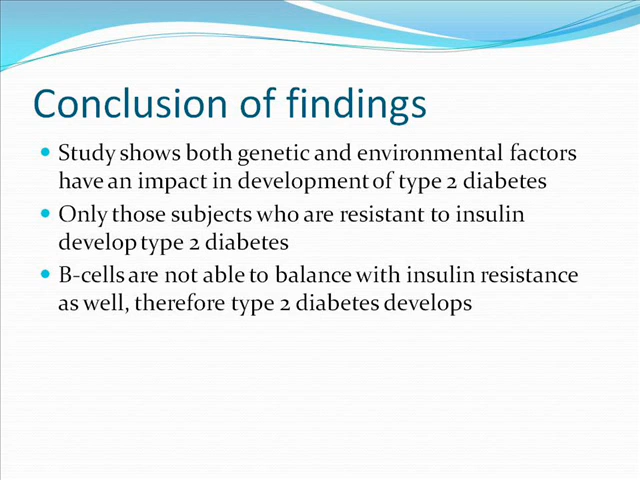 Conclusion of findings
Study shows both genetic and environmental factors
have an impact in development of type 2 diabetes
Only those subjects who are resistant to insulin
develop type 2 diabetes
B-cells are not able to balance with insulin resistance
as well, therefore type 2 diabetes develops